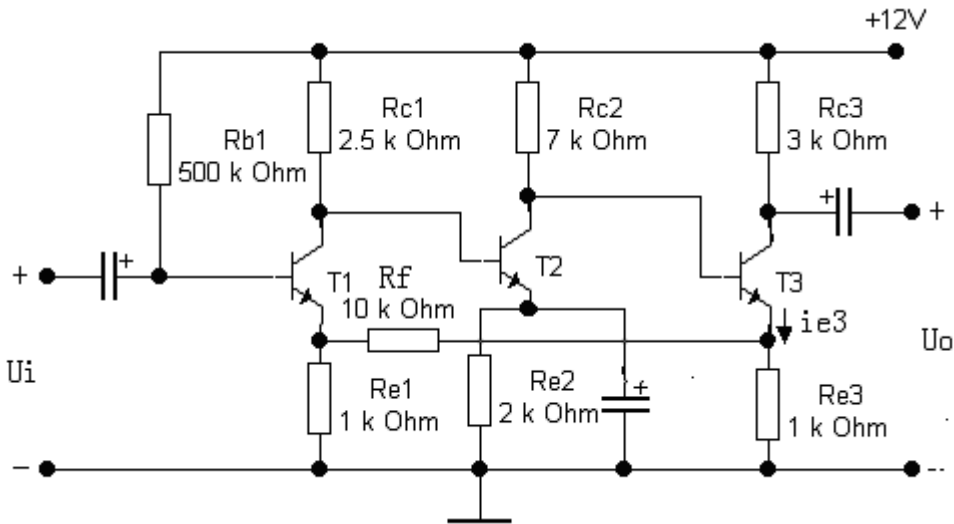 +12V
Rb1
500 k Ohm
Rc1
2.5 k Ohm
Rc2
7 k Ohm
Rc3
3 k Ohm
+
+
+
+
T1
Rf
10 k Ohm
T2
T3
ie3
Ui
Uo
Re1
1 k Ohm
Re2
2 k Ohm
+
Re3
1 k Ohm
-
--